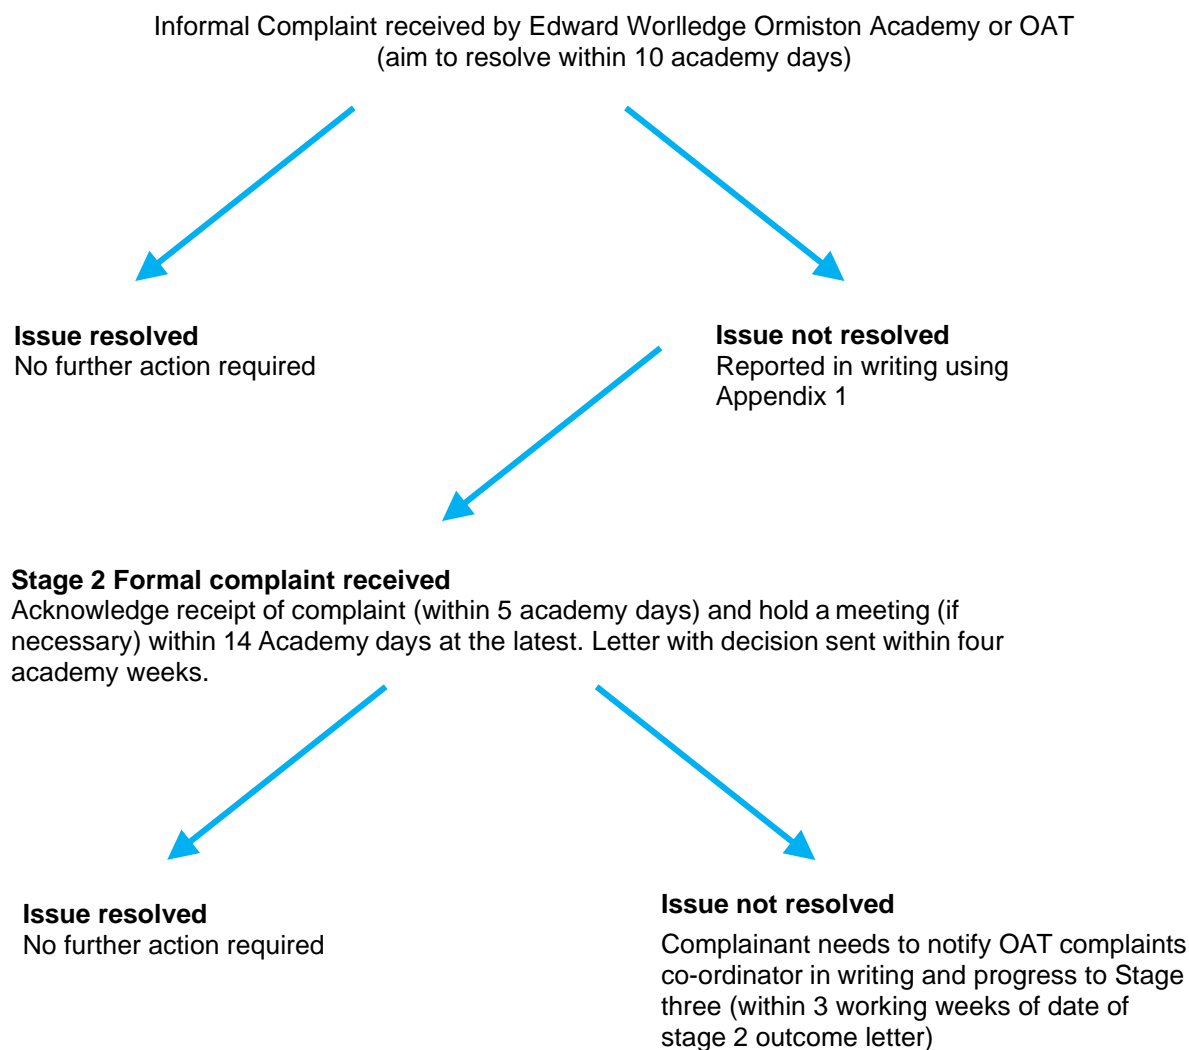 Informal Complaint received by Edward Worlledge Ormiston Academy or OAT
(aim to resolve within 10 academy days)
Issue resolved
No further action required
Issue not resolved
Reported in writing using
Appendix 1
Stage 2 Formal complaint received
Acknowledge receipt of complaint (within 5 academy days) and hold a meeting (if
necessary) within 14 Academy days at the latest. Letter with decision sent within four
academy weeks.
Issue resolved
No further action required
Issue not resolved
Complainant needs to notify OAT complaints
co-ordinator in writing and progress to Stage
three (within 3 working weeks of date of
stage 2 outcome letter)